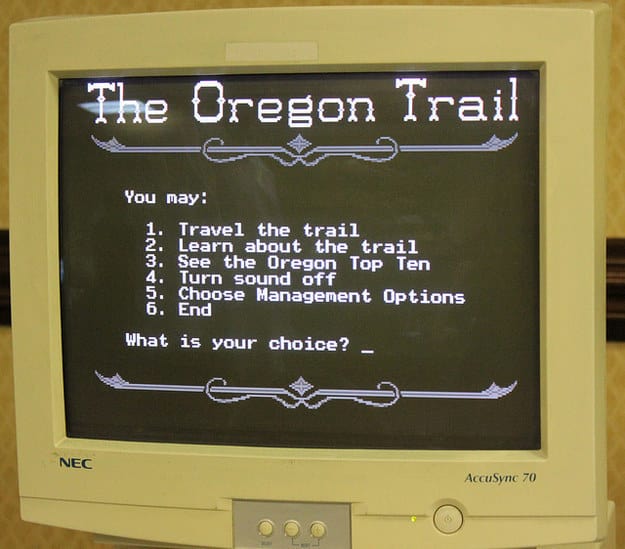 The Oregon Trail
You may:
1. Travel the trail
2. Learn about the trail
3. See the Oregon Top Ten
4. Turn sound off
5. Choose Management Options
6. End
What is your choice? _
NEC
AccuSync 70